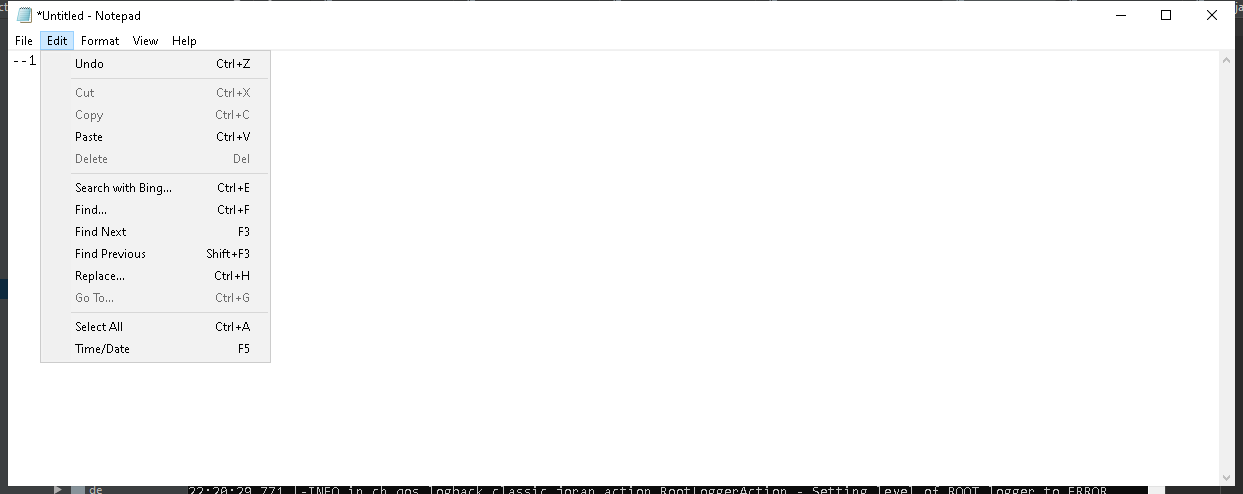 *Untitled - Notepad
File Edit Format View Help
--1
Undo Ctrl+Z
Cut Ctrl+X
Copy Ctrl+C
Paste Ctrl+V
Delete Del
Search with Bing... Ctrl+E
Find... Ctrl+F
Find Next F3
Find Previous Shift+F3
Replace... Ctrl+H
Go To... Ctrl+G
Select All Ctrl+A
Time/Date F5
de 22:20:29,771 |-INFO in ch.qos.logback.classic.joran.action.RootLoggerAction - Setting level of ROOT logger to ERROR